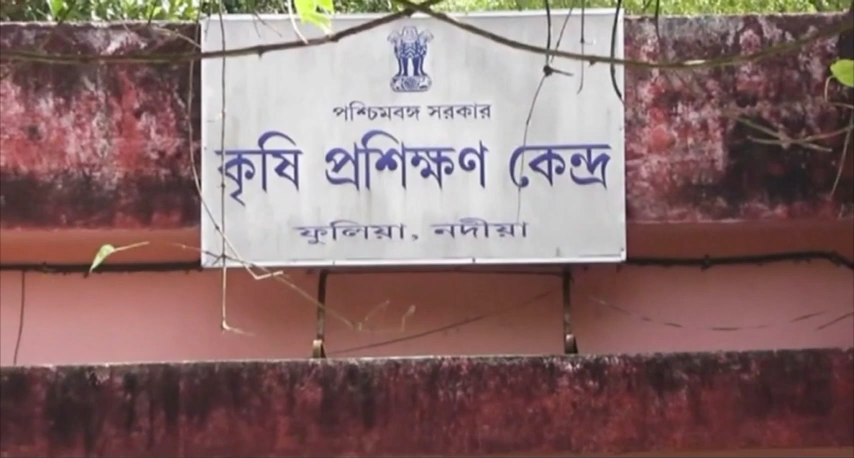 পশ্চিমবঙ্গ সরকার
কৃষি প্রশিক্ষণ কেন্দ্র
ফুলিয়া, নদীয়া